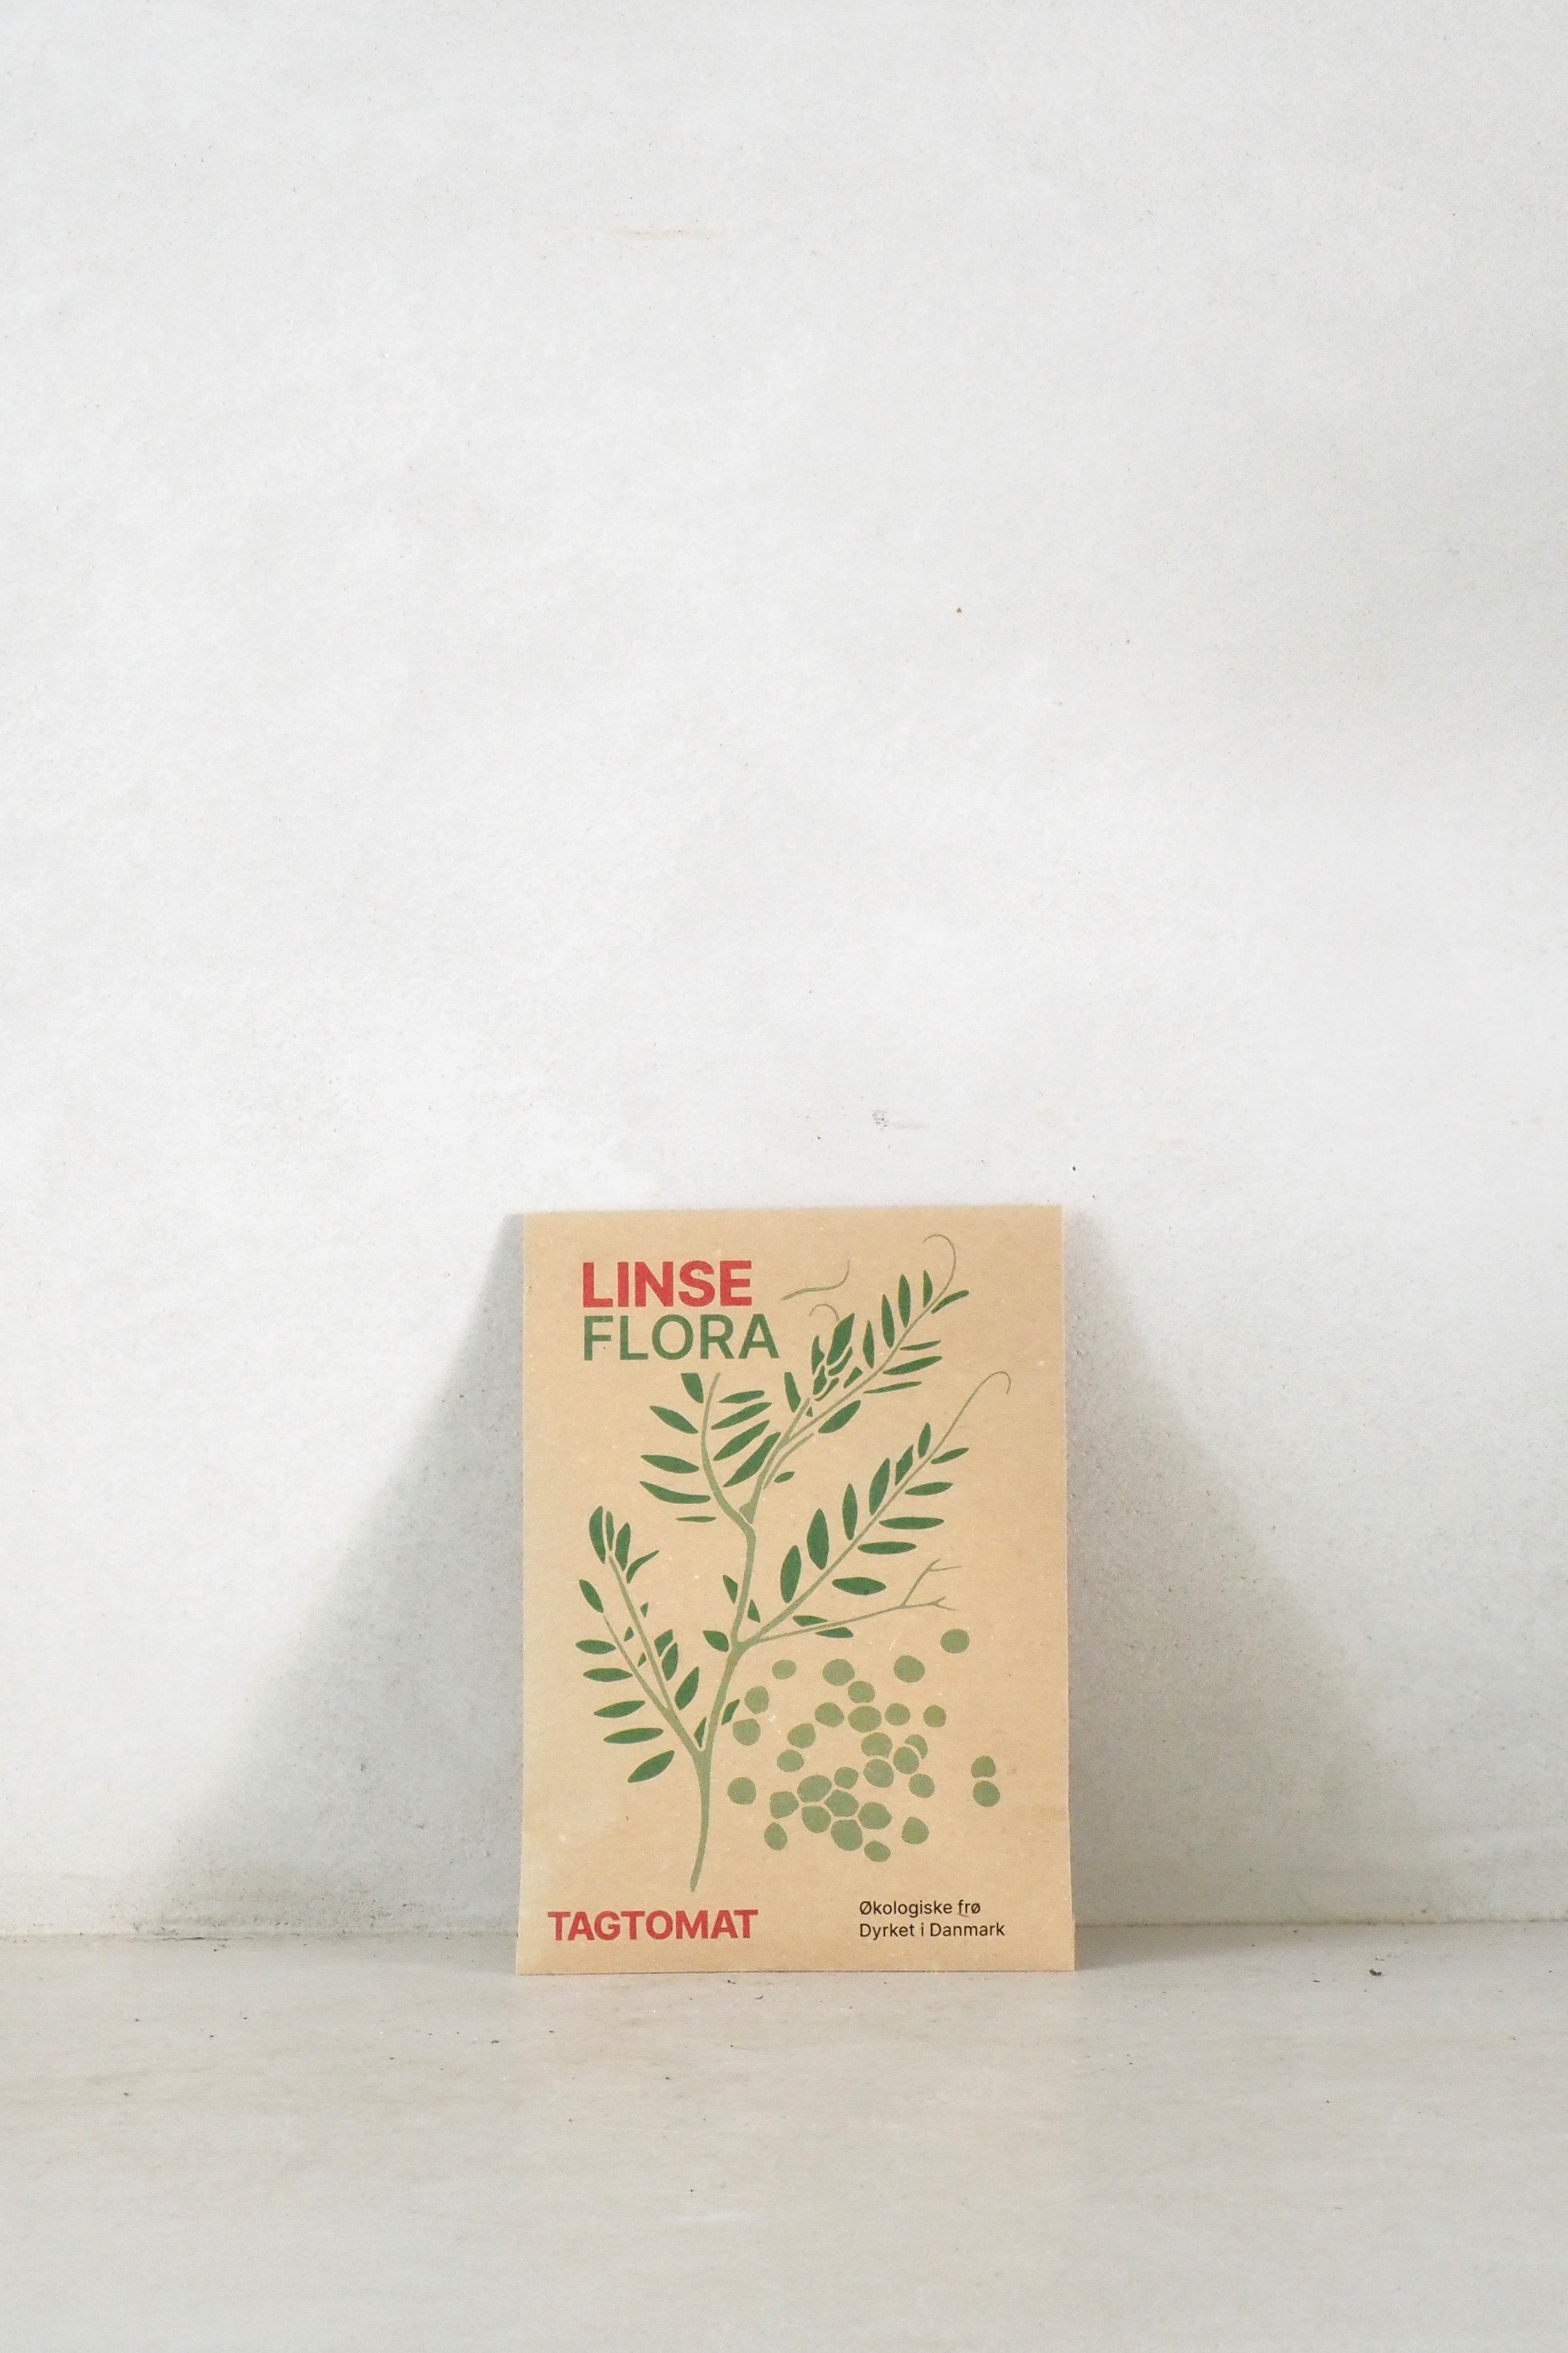 LINSE
FLORA
TAGTOMAT
Økologiske frø
Dyrket i Danmark